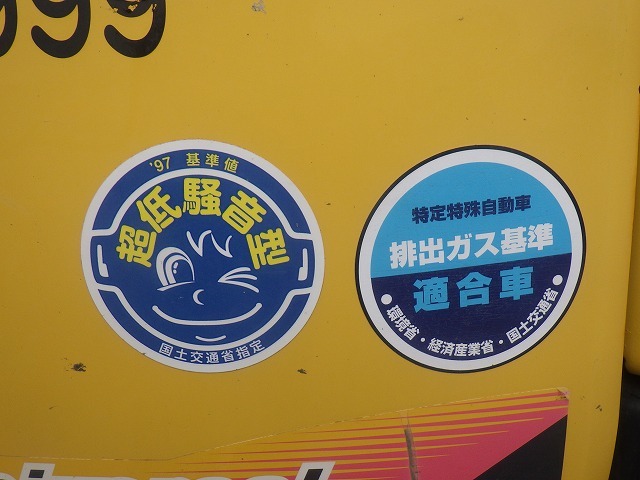 999
'97 基準値
超低騒音型
国土交通省指定
特定特殊自動車
排出ガス基準
適合車
・環境省・経済産業省・国土交通省・